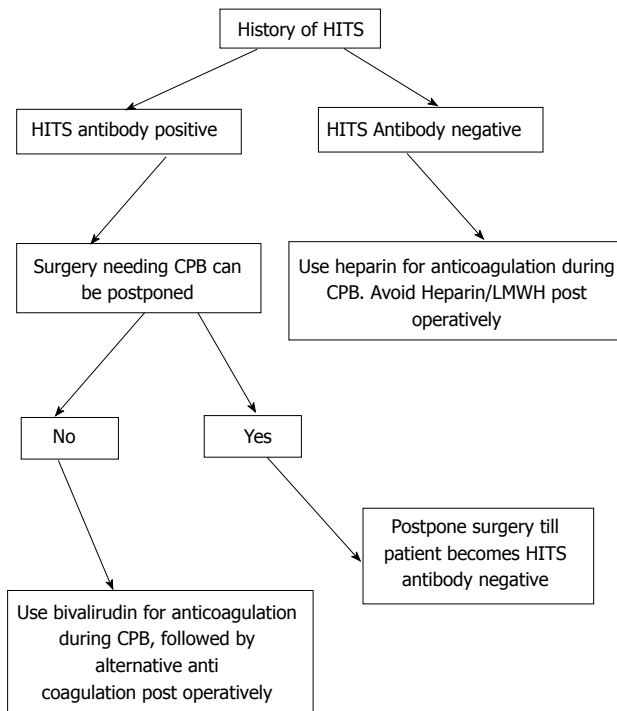 History of HITS
HITS antibody positive
HITS Antibody negative
Surgery needing CPB can
be postponed
Use heparin for anticoagulation during
CPB. Avoid Heparin/LMWH post
operatively
No
Yes
Postpone surgery till
patient becomes HITS
antibody negative
Use bivalirudin for anticoagulation
during CPB, followed by
alternative anti
coagulation post operatively